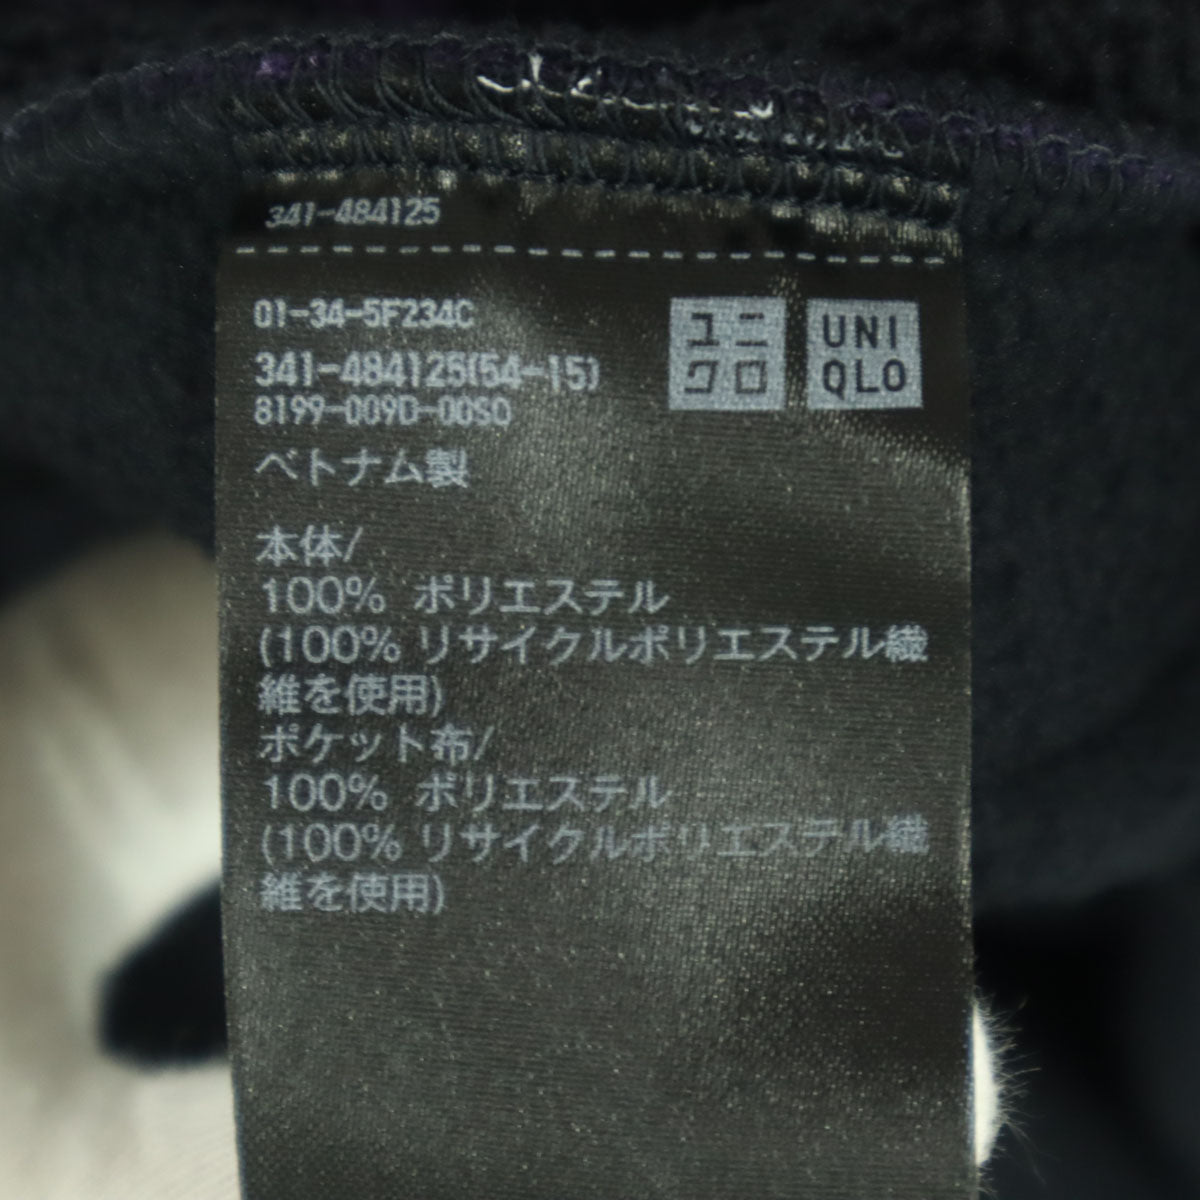 341-484125
01-34-5F234C
ユニ
クロ
UNI
QLO
341-484125(54-15)
8199-009D-00SO
ベトナム製
本体/
100% ポリエステル
(100% リサイクルポリエステル繊
維を使用)
ポケット布/
100% ポリエステル
(100% リサイクルポリエステル繊
維を使用)